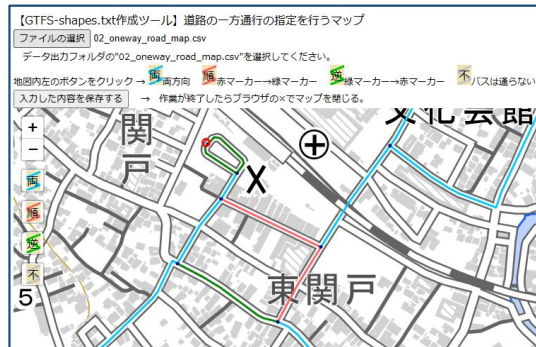 【GTFS-shapes.txt作成ツール】道路の一方通行の指定を行うマップ
ファイルの選択 02_oneway_road_map.csv
データ出力フォルダの"02_oneway_road_map.csv"を選択してください。
地図内左のボタンをクリック → 両 両方向 順 赤マーカー→緑マーカー 逆 緑マーカー→赤マーカー 不 バスは通らない
入力した内容を保存する → 作業が終了したらブラウザの×でマップを閉じる。
文化会館
+
−
関戸
両
順
逆
不
東関戸
5